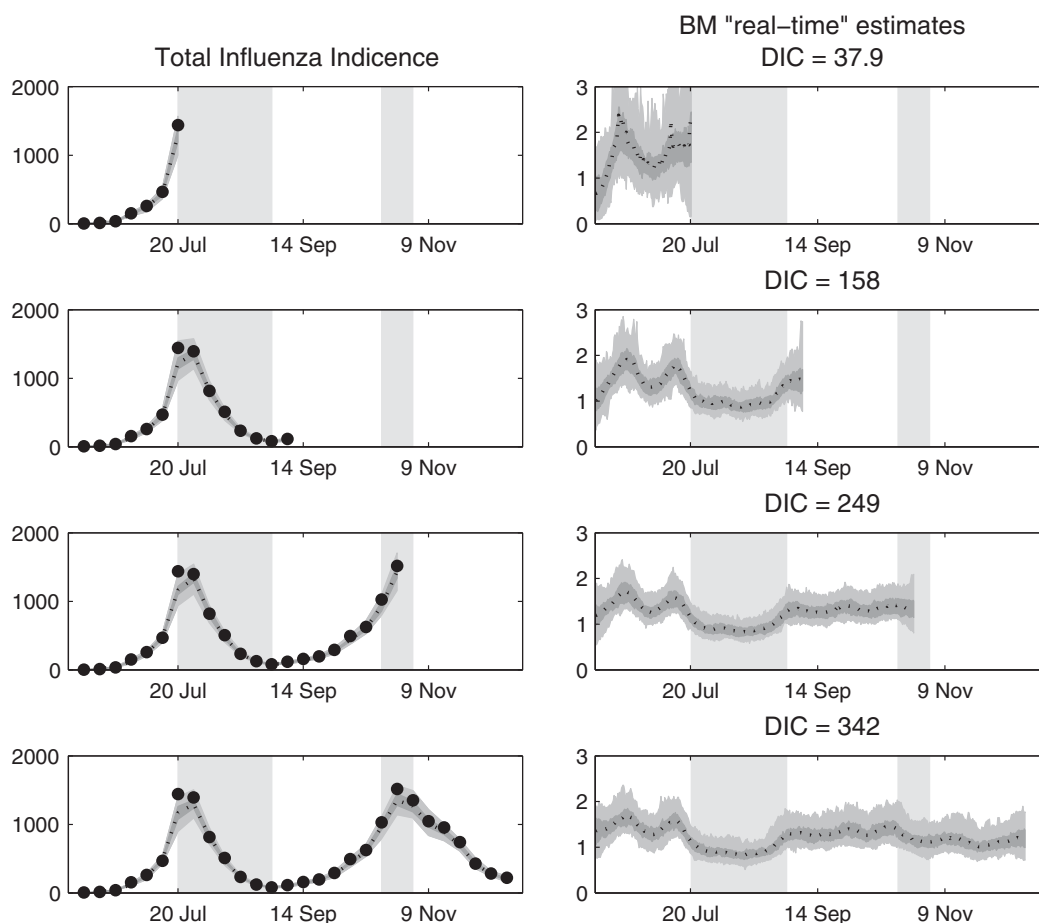 BM "real-time" estimates
Total Influenza Indicence
DIC = 37.9
2000
1000
0
20 Jul 14 Sep 9 Nov
3
2
1
0
20 Jul 14 Sep 9 Nov
DIC = 158
2000
1000
0
20 Jul 14 Sep 9 Nov
3
2
1
0
20 Jul 14 Sep 9 Nov
DIC = 249
2000
1000
0
20 Jul 14 Sep 9 Nov
3
2
1
0
20 Jul 14 Sep 9 Nov
DIC = 342
2000
1000
0
20 Jul 14 Sep 9 Nov
3
2
1
0
20 Jul 14 Sep 9 Nov